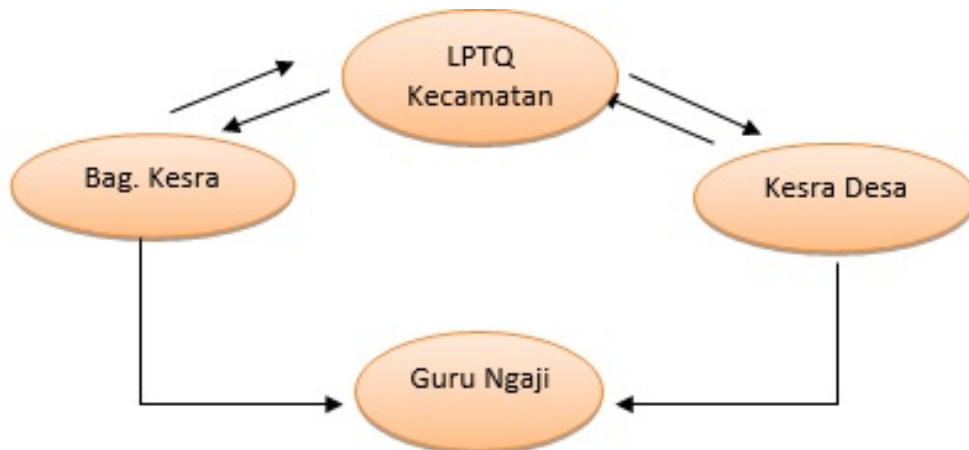 LPTQ
Kecamatan
Bag. Kesra
Kesra Desa
Guru Ngaji